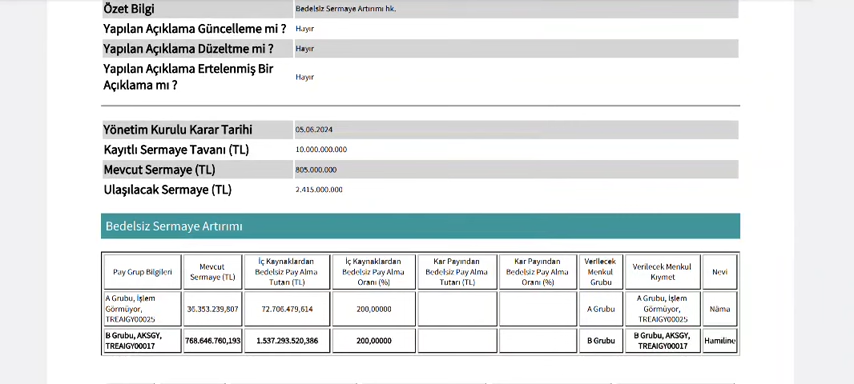 Özet Bilgi Bedelsiz Sermaye Artırımı hk.
Yapılan Açıklama Güncelleme mi ? Hayır
Yapılan Açıklama Düzeltme mi ? Hayır
Yapılan Açıklama Ertelenmiş Bir
Açıklama mı ? Hayır
Yönetim Kurulu Karar Tarihi 05.06.2024
Kayıtlı Sermaye Tavanı (TL) 10.000.000.000
Mevcut Sermaye (TL) 805.000.000
Ulaşılacak Sermaye (TL) 2.415.000.000
Bedelsiz Sermaye Artırımı
Pay Grup Bilgileri
Mevcut
Sermaye (TL)
İç Kaynaklardan
Bedelsiz Pay Alma
Tutarı (TL)
İç Kaynaklardan
Bedelsiz Pay Alma
Oranı (%)
Kar Payından
Bedelsiz Pay Alma
Tutarı (TL)
Kar Payından
Bedelsiz Pay Alma
Oranı (%)
Verilecek
Menkul
Grubu
Verilecek Menkul
Kıymet
Nevi
A Grubu, İşlem
Görmüyor,
TREAIGY00025
36.353.239,807
72.706.479,614
200,00000
A Grubu
A Grubu, İşlem
Görmüyor,
TREAIGY00025
Nâma
B Grubu, AKSGY,
TREAIGY00017
768.646.760,193
1.537.293.520,386
200,00000
B Grubu
B Grubu, AKSGY,
TREAIGY00017
Hamiline